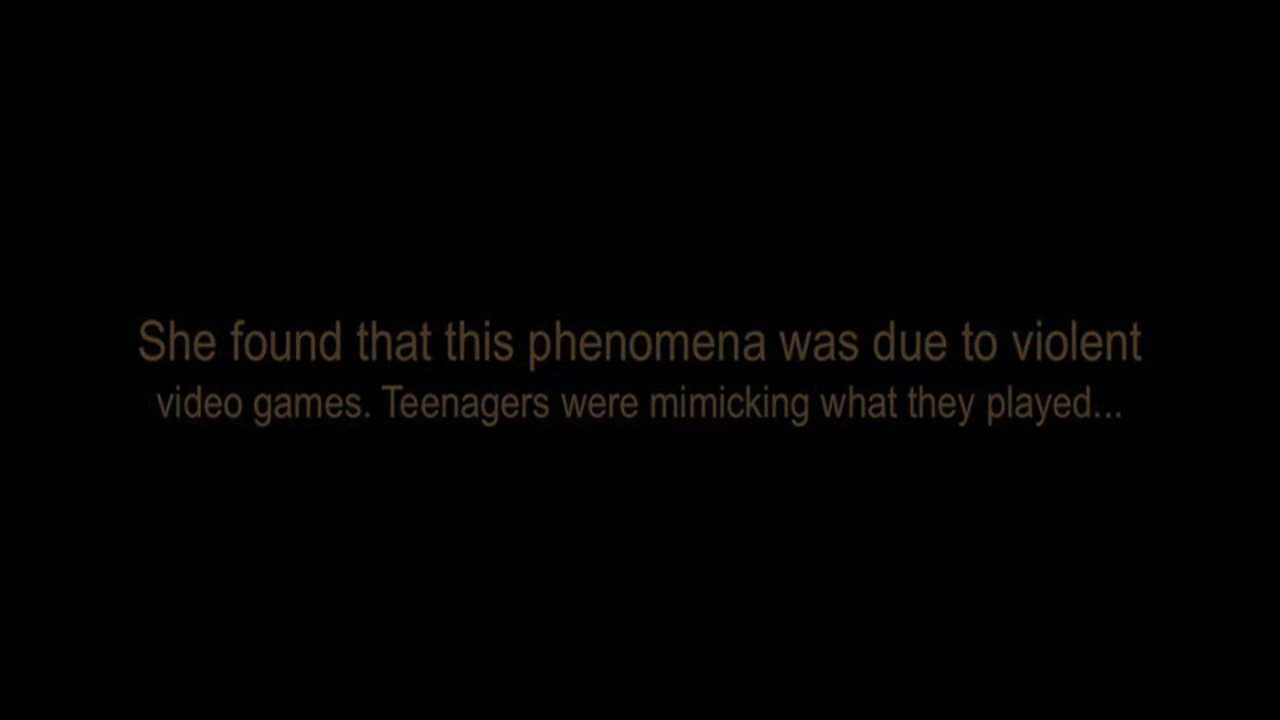 She found that this phenomena was due to violent
video games. Teenagers were mimicking what they played...